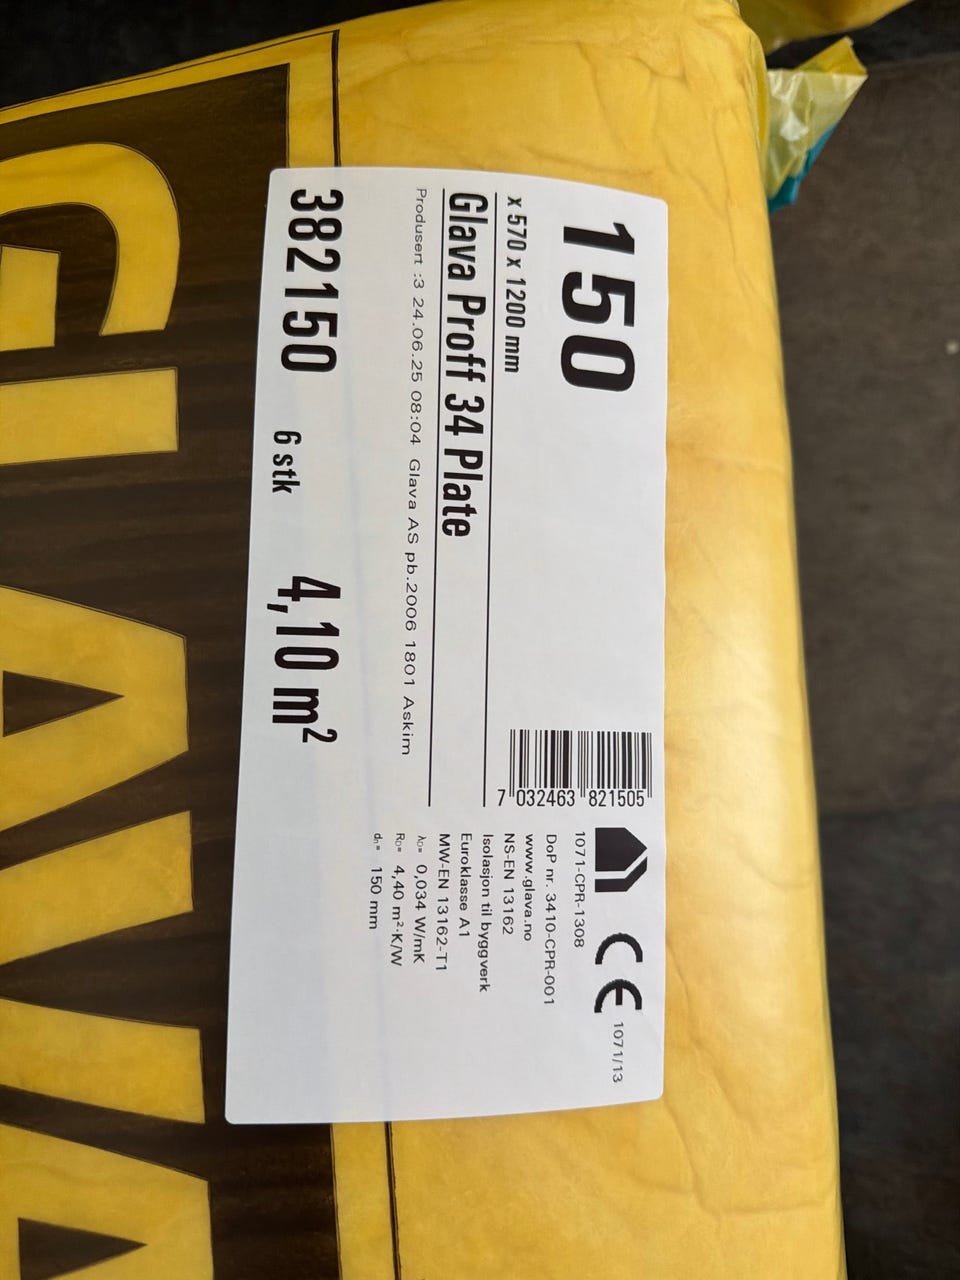 GLAVA
150
x 570 x 1200 mm
Glava Proff 34 Plate
Produsert :3 24.06.25 08:04 Glava AS pb.2006 1801 Askim
382150 6 stk 4,10 m²
7 032463 821505
CE 1071/13
1071-CPR-1308
DoP nr. 3410-CPR-001
www.glava.no
NS-EN 13162
Isolasjon til byggverk
Euroklasse A1
MW-EN 13162-T1
λD= 0,034 W/mK
RD= 4,40 m²·K/W
dn= 150 mm